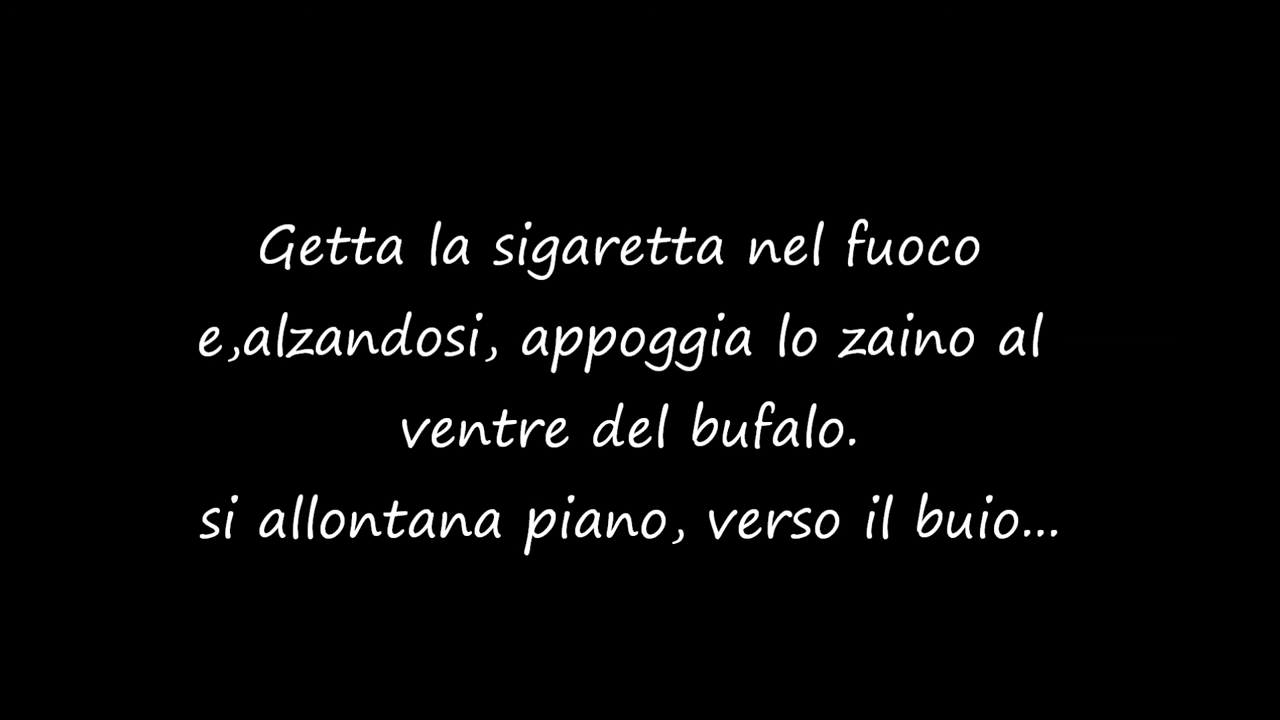 Getta la sigaretta nel fuoco
e,alzandosi, appoggia lo zaino al
ventre del bufalo.
si allontana piano, verso il buio...